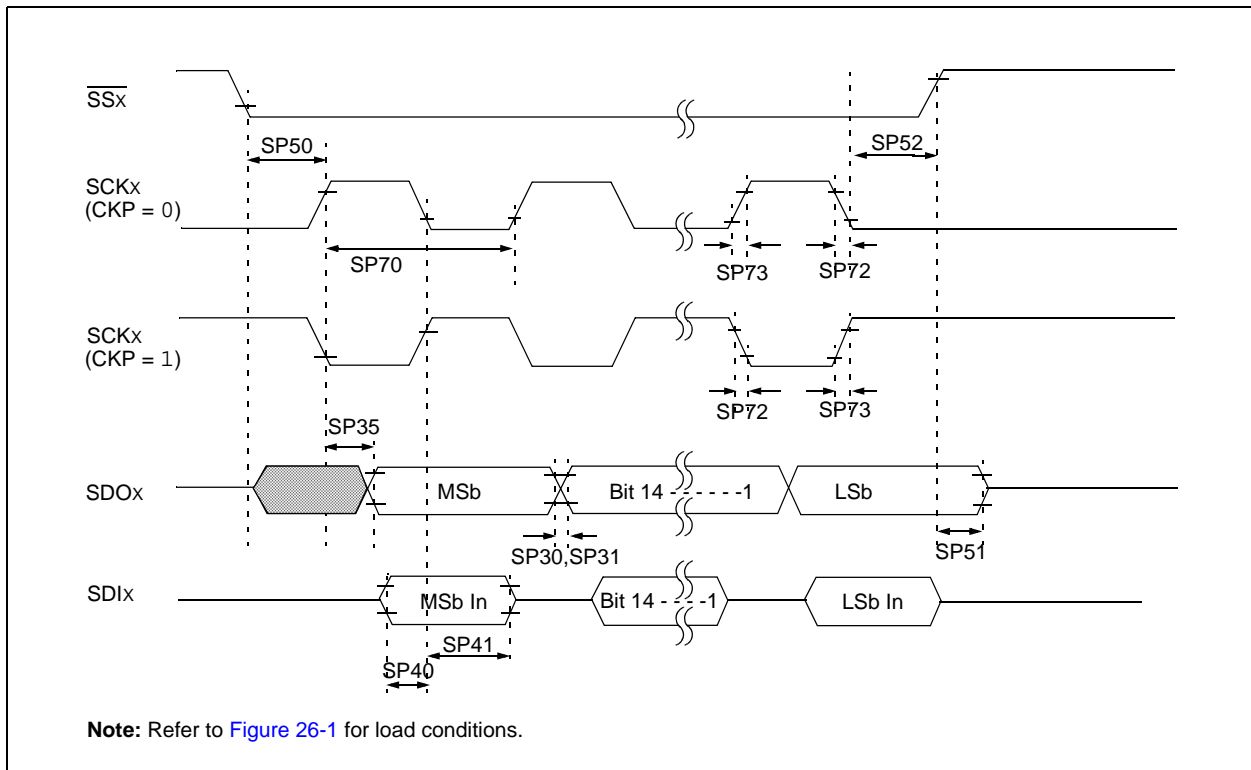 SSX
SP50
SP52
SCKX
(CKP = 0)
SP70
SP73
SP72
SCKX
(CKP = 1)
SP72
SP73
SP35
SDOX
MSb
Bit 14 - - - - - -1
LSb
SP30,SP31
SP51
SDIX
MSb In
Bit 14 - - - -1
LSb In
SP41
SP40
Note: Refer to Figure 26-1 for load conditions.